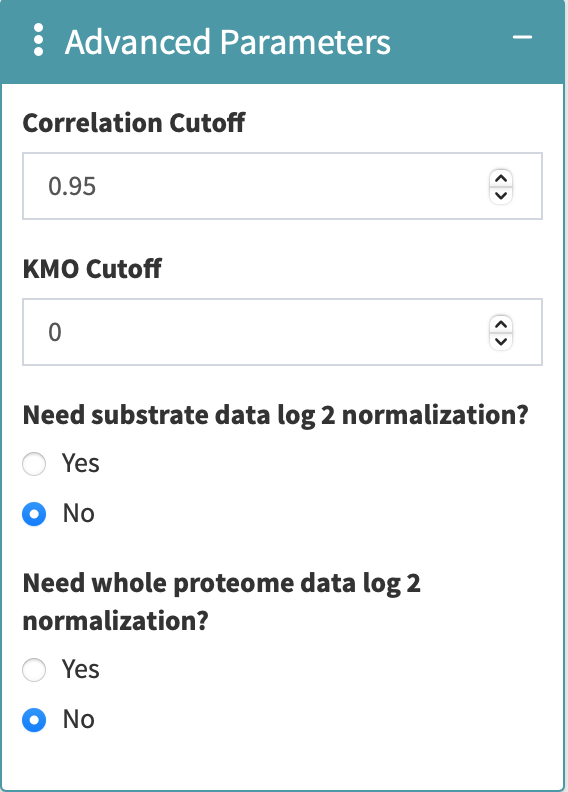 Advanced Parameters
Correlation Cutoff
0.95
KMO Cutoff
0
Need substrate data log 2 normalization?
Yes
No
Need whole proteome data log 2
normalization?
Yes
No